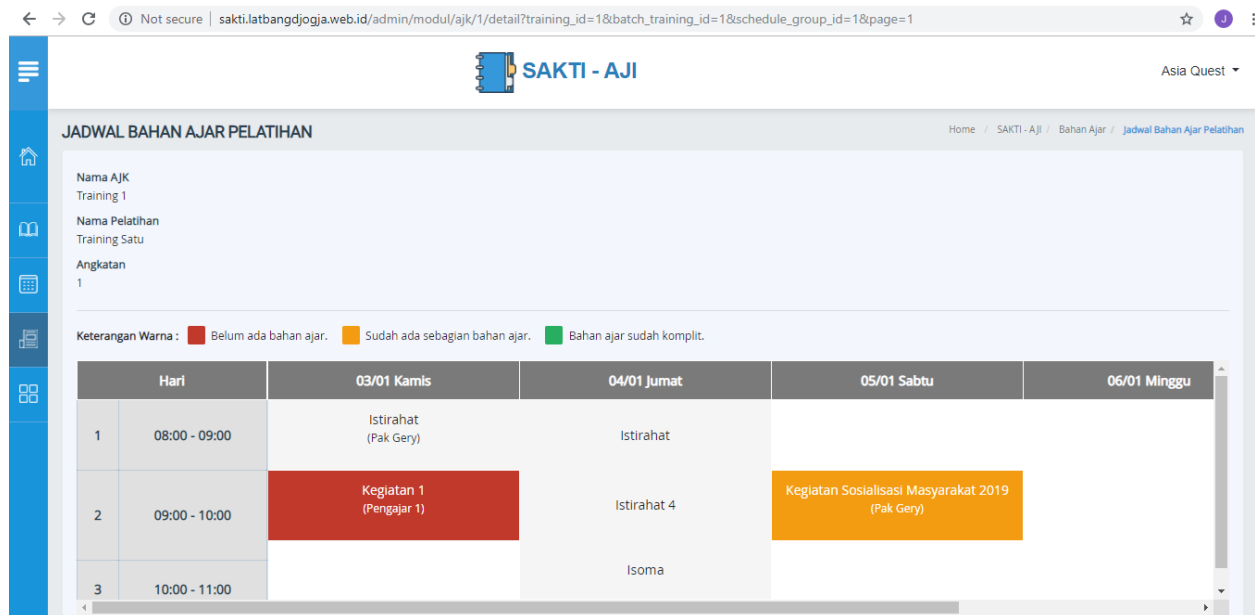 Not secure | sakti.latbangdjogja.web.id/admin/modul/ajk/1/detail?training_id=1&batch_training_id=1&schedule_group_id=1&page=1
J
SAKTI - AJI
Asia Quest
JADWAL BAHAN AJAR PELATIHAN
Home / SAKTI - AJI / Bahan Ajar / Jadwal Bahan Ajar Pelatihan
Nama AJK
Training 1
Nama Pelatihan
Training Satu
Angkatan
1
Keterangan Warna : Belum ada bahan ajar. Sudah ada sebagian bahan ajar. Bahan ajar sudah komplit.
Hari 03/01 Kamis 04/01 Jumat 05/01 Sabtu 06/01 Minggu
1 08:00 - 09:00
Istirahat
(Pak Gery)
Istirahat
2 09:00 - 10:00
Kegiatan 1
(Pengajar 1)
Istirahat 4
Kegiatan Sosialisasi Masyarakat 2019
(Pak Gery)
3 10:00 - 11:00
Isoma